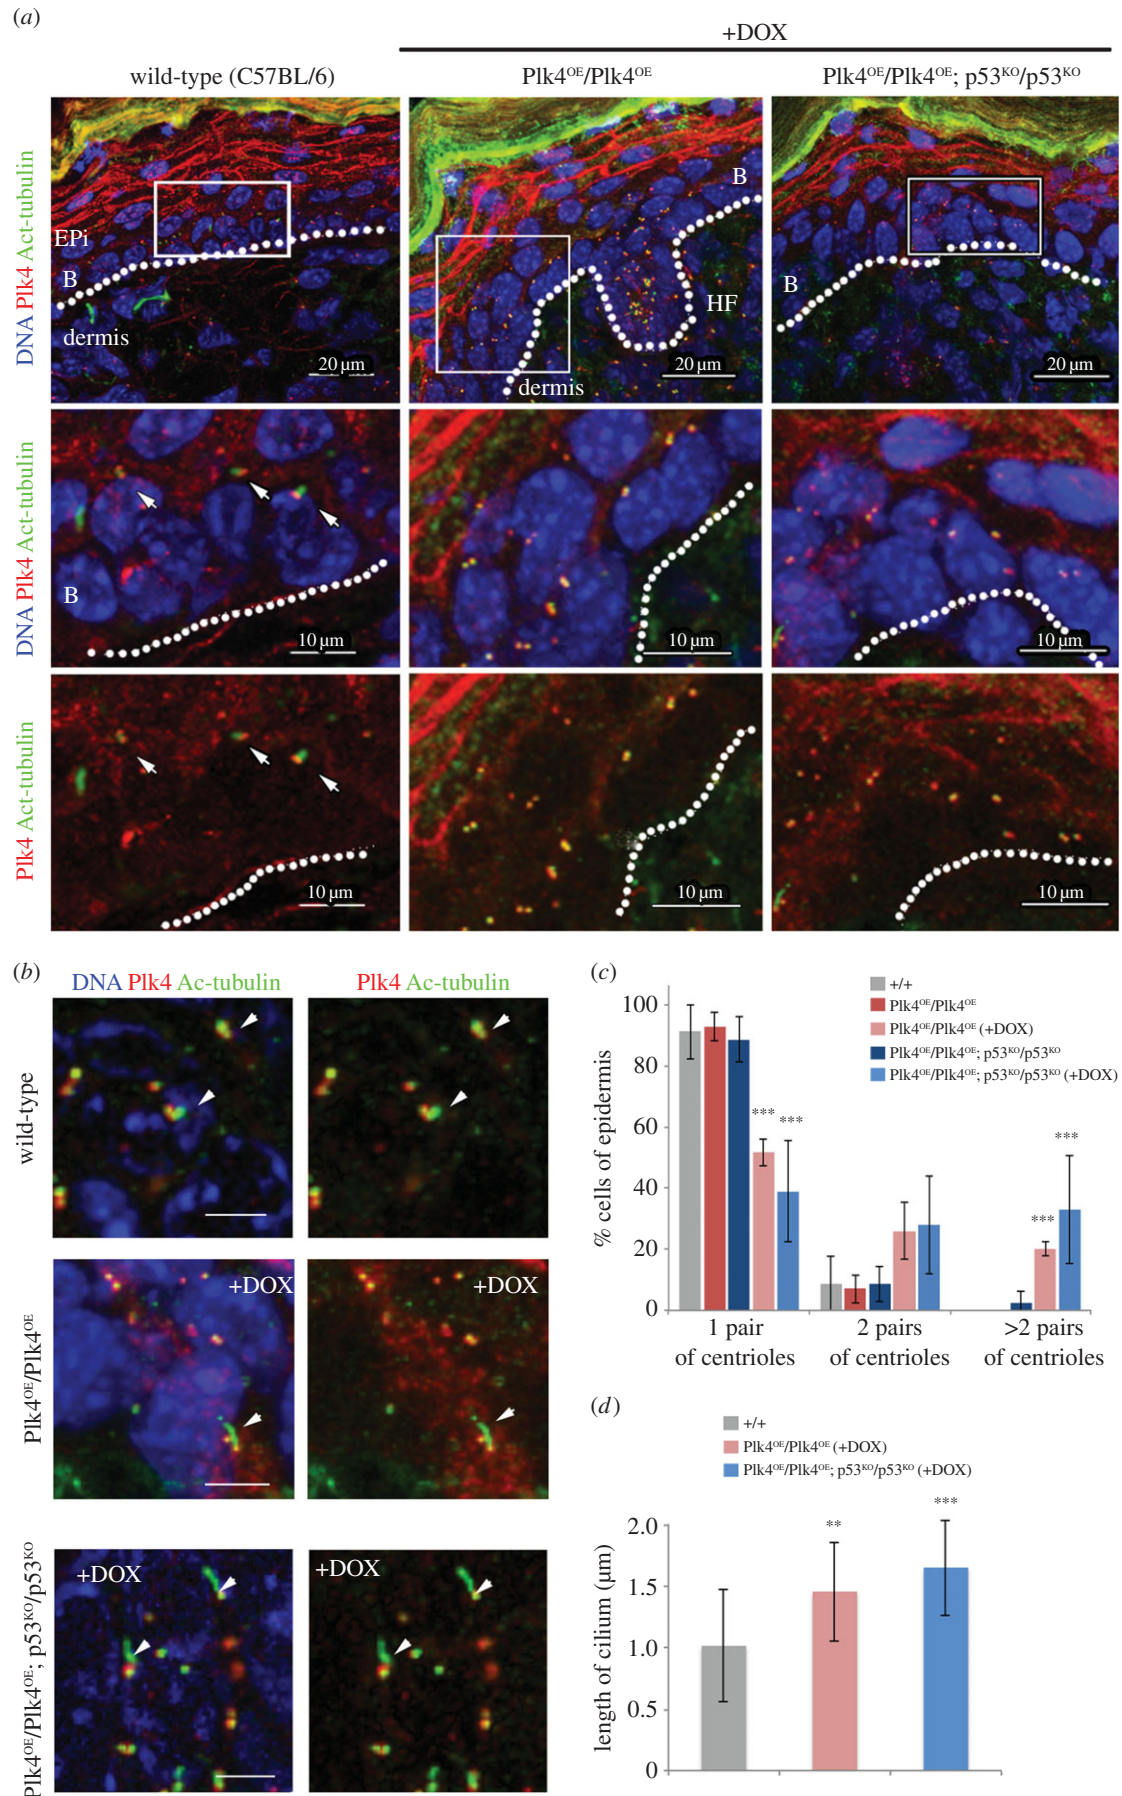 (a)
+DOX
wild-type (C57BL/6)
Plk4ᴼᴱ/Plk4ᴼᴱ
Plk4ᴼᴱ/Plk4ᴼᴱ; p53ᴷᴼ/p53ᴷᴼ
DNA Plk4 Act-tubulin
EPi
B
dermis
20 µm
B
HF
dermis
20 µm
B
20 µm
DNA Plk4 Act-tubulin
B
10 µm
10 µm
10 µm
Plk4 Act-tubulin
10 µm
10 µm
10 µm
(b)
DNA Plk4 Ac-tubulin
Plk4 Ac-tubulin
wild-type
Plk4ᴼᴱ/Plk4ᴼᴱ
+DOX
+DOX
Plk4ᴼᴱ/Plk4ᴼᴱ; p53ᴷᴼ/p53ᴷᴼ
+DOX
+DOX
(c)
+/+
Plk4ᴼᴱ/Plk4ᴼᴱ
Plk4ᴼᴱ/Plk4ᴼᴱ (+DOX)
Plk4ᴼᴱ/Plk4ᴼᴱ; p53ᴷᴼ/p53ᴷᴼ
Plk4ᴼᴱ/Plk4ᴼᴱ; p53ᴷᴼ/p53ᴷᴼ (+DOX)
% cells of epidermis
100
80
60
40
20
0
***
***
***
***
1 pair
of centrioles
2 pairs
of centrioles
>2 pairs
of centrioles
(d)
+/+
Plk4ᴼᴱ/Plk4ᴼᴱ (+DOX)
Plk4ᴼᴱ/Plk4ᴼᴱ; p53ᴷᴼ/p53ᴷᴼ (+DOX)
length of cilium (µm)
2.0
1.5
1.0
0.5
0
**
***